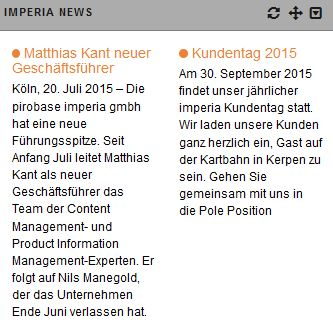 IMPERIA NEWS
Matthias Kant neuer
Geschäftsführer
Köln, 20. Juli 2015 – Die
pirobase imperia gmbh
hat eine neue
Führungsspitze. Seit
Anfang Juli leitet Matthias
Kant als neuer
Geschäftsführer das
Team der Content
Management- und
Product Information
Management-Experten. Er
folgt auf Nils Manegold,
der das Unternehmen
Ende Juni verlassen hat.
Kundentag 2015
Am 30. September 2015
findet unser jährlicher
imperia Kundentag statt.
Wir laden unsere Kunden
ganz herzlich ein, Gast auf
der Kartbahn in Kerpen zu
sein. Gehen Sie
gemeinsam mit uns in
die Pole Position